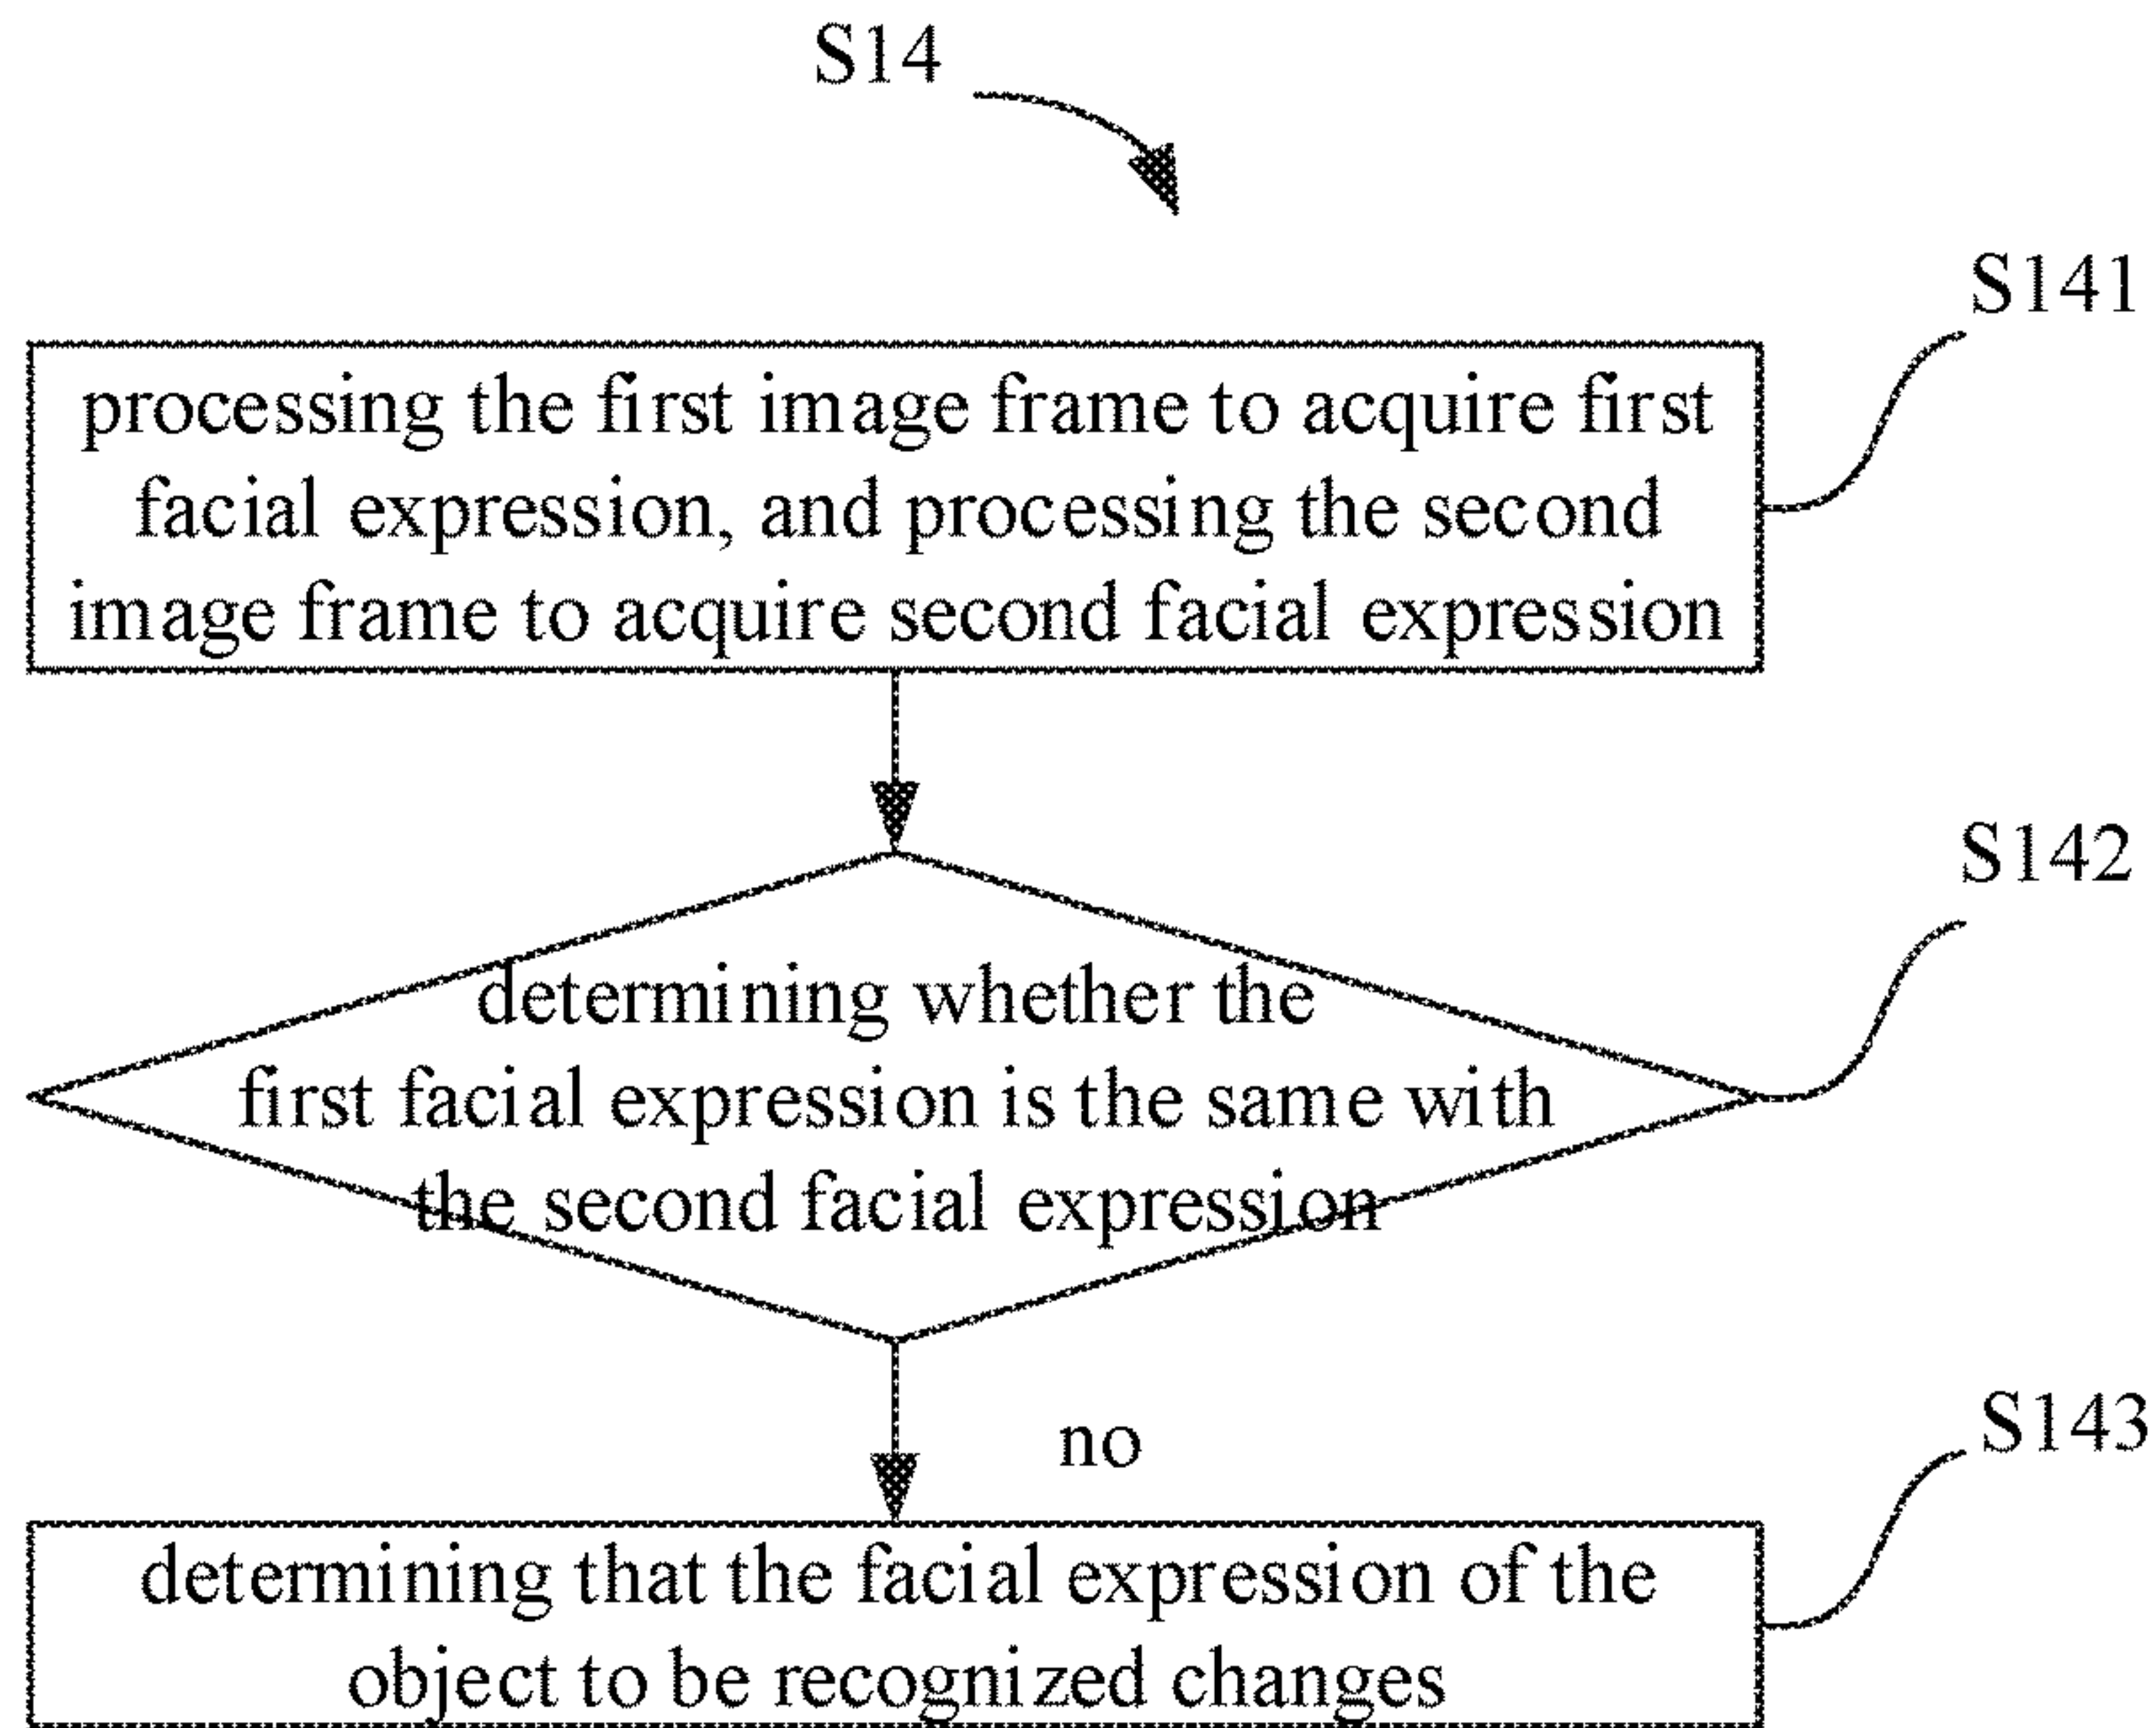 S14
S141
processing the first image frame to acquire first
facial expression, and processing the second
image frame to acquire second facial expression
S142
determining whether the
first facial expression is the same with
the second facial expression
no
S143
determining that the facial expression of the
object to be recognized changes